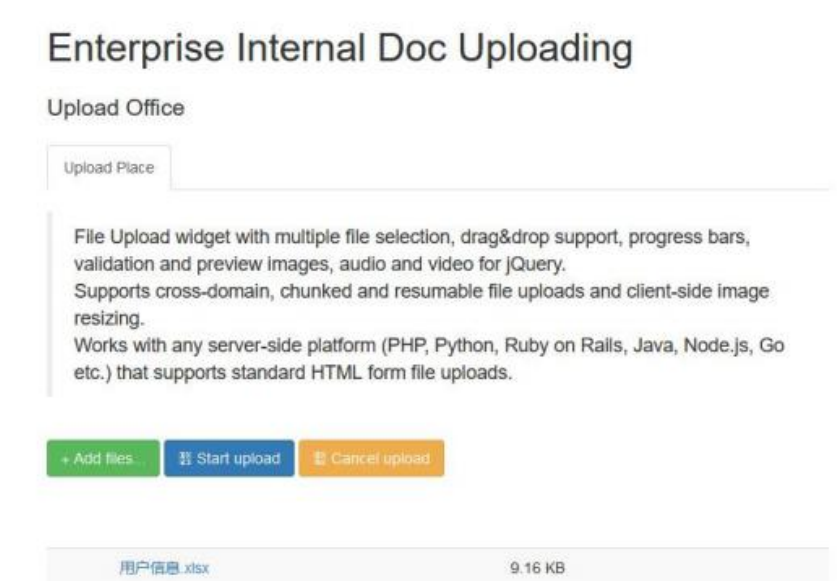 Enterprise Internal Doc Uploading
Upload Office
Upload Place
File Upload widget with multiple file selection, drag&drop support, progress bars,
validation and preview images, audio and video for jQuery.
Supports cross-domain, chunked and resumable file uploads and client-side image
resizing.
Works with any server-side platform (PHP, Python, Ruby on Rails, Java, Node.js, Go
etc.) that supports standard HTML form file uploads.
+ Add files... Start upload Cancel upload
用户信息.xlsx 9.16 KB